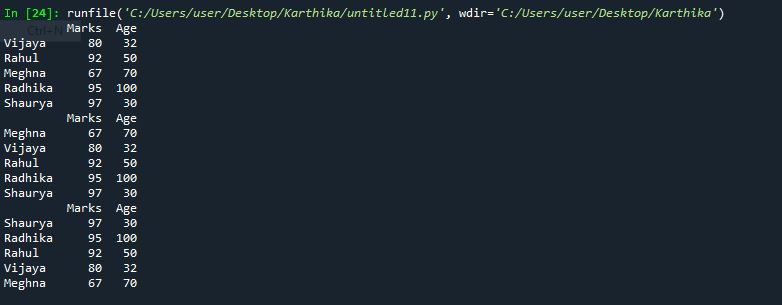 In [24]: runfile('C:/Users/user/Desktop/Karthika/untitled11.py', wdir='C:/Users/user/Desktop/Karthika')
Ctrl+N
Marks Age
Vijaya 80 32
Rahul 92 50
Meghna 67 70
Radhika 95 100
Shaurya 97 30
Marks Age
Meghna 67 70
Vijaya 80 32
Rahul 92 50
Radhika 95 100
Shaurya 97 30
Marks Age
Shaurya 97 30
Radhika 95 100
Rahul 92 50
Vijaya 80 32
Meghna 67 70